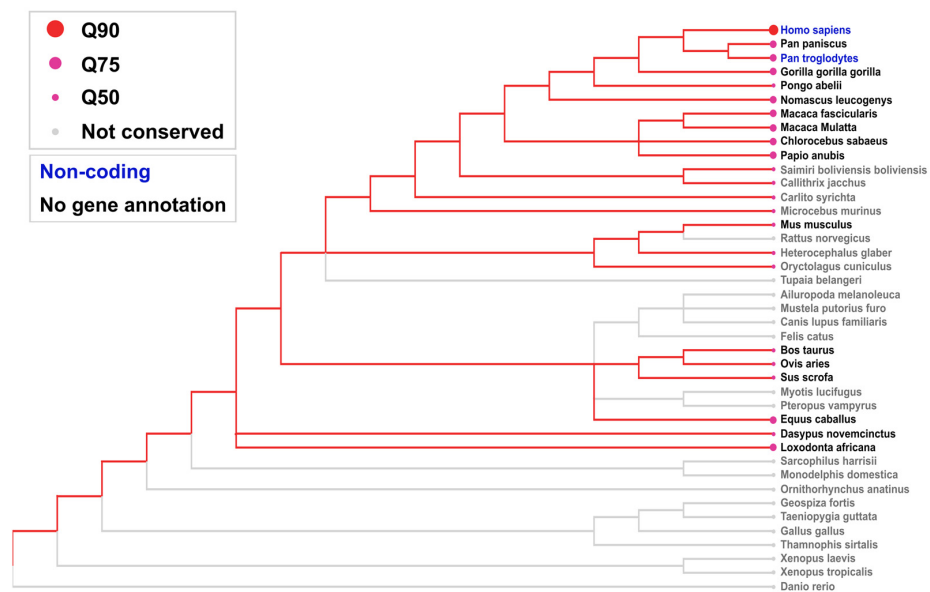 Q90
Q75
Q50
Not conserved
Non-coding
No gene annotation
Homo sapiens
Pan paniscus
Pan troglodytes
Gorilla gorilla gorilla
Pongo abelii
Nomascus leucogenys
Macaca fascicularis
Macaca Mulatta
Chlorocebus sabaeus
Papio anubis
Saimiri boliviensis boliviensis
Callithrix jacchus
Carlito syrichta
Microcebus murinus
Mus musculus
Rattus norvegicus
Heterocephalus glaber
Oryctolagus cuniculus
Tupaia belangeri
Ailuropoda melanoleuca
Mustela putorius furo
Canis lupus familiaris
Felis catus
Bos taurus
Ovis aries
Sus scrofa
Myotis lucifugus
Pteropus vampyrus
Equus caballus
Dasypus novemcinctus
Loxodonta africana
Sarcophilus harrisii
Monodelphis domestica
Ornithorhynchus anatinus
Geospiza fortis
Taeniopygia guttata
Gallus gallus
Thamnophis sirtalis
Xenopus laevis
Xenopus tropicalis
Danio rerio